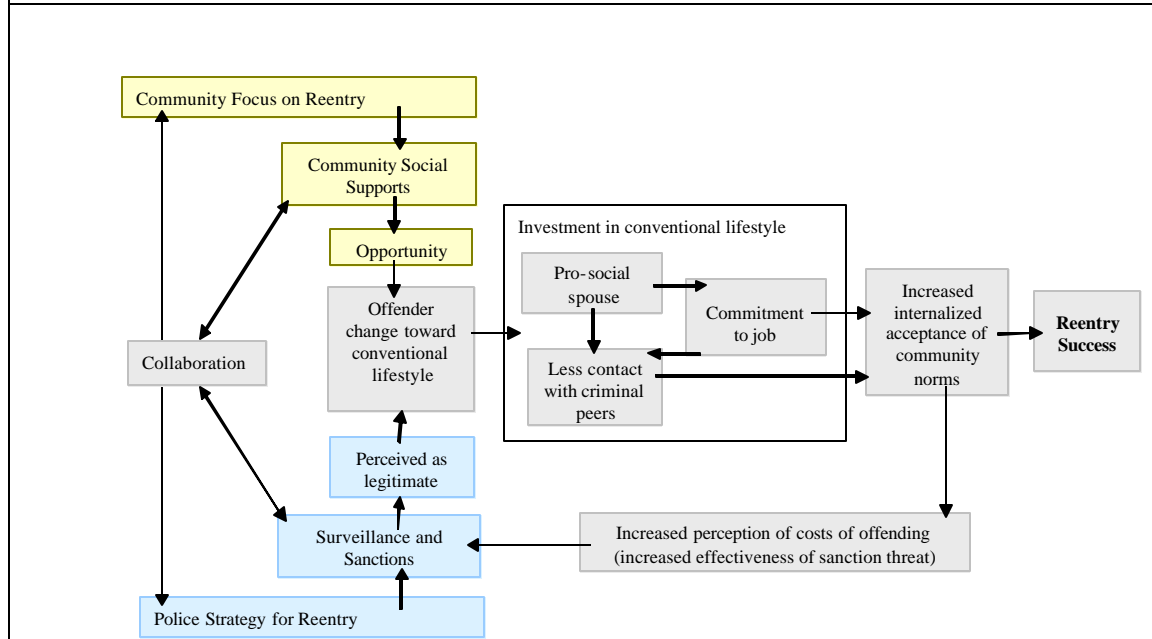 Community Focus on Reentry
Community Social
Supports
Opportunity
Investment in conventional lifestyle
Pro-social
spouse
Commitment
to job
Less contact
with criminal
peers
Offender
change toward
conventional
lifestyle
Increased
internalized
acceptance of
community
norms
Reentry
Success
Collaboration
Perceived as
legitimate
Surveillance and
Sanctions
Increased perception of costs of offending
(increased effectiveness of sanction threat)
Police Strategy for Reentry